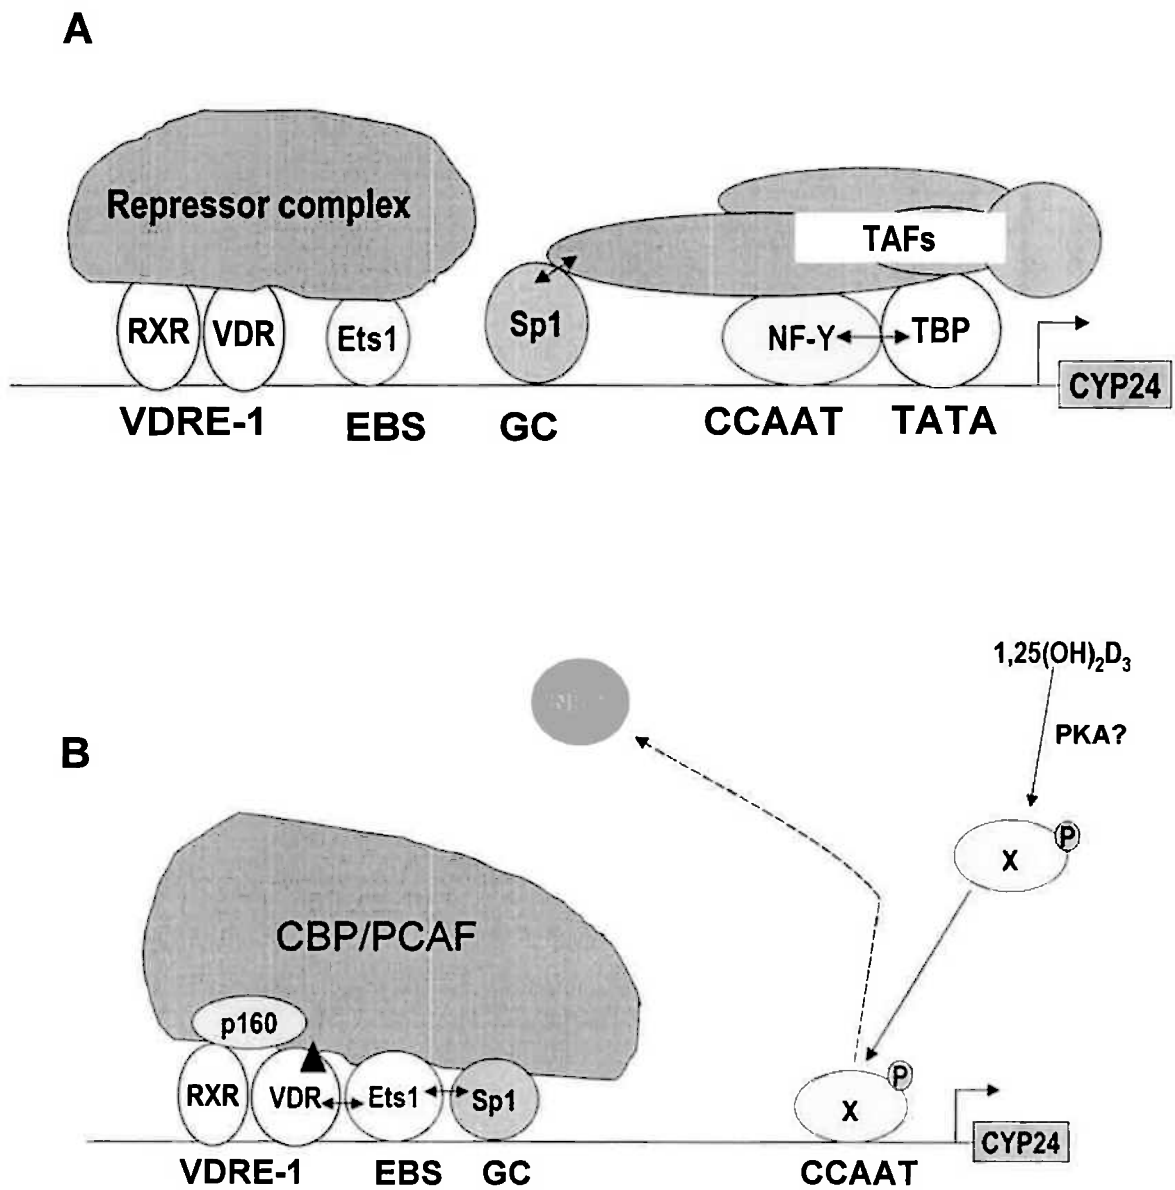 A
Repressor complex
TAFs
RXR VDR Ets1 Sp1 NF-Y TBP
CYP24
VDRE-1 EBS GC CCAAT TATA
1,25(OH)₂D₃
PKA?
B
P
X
CBP/PCAF
p160
P
RXR VDR Ets1 Sp1 X
CYP24
VDRE-1 EBS GC CCAAT